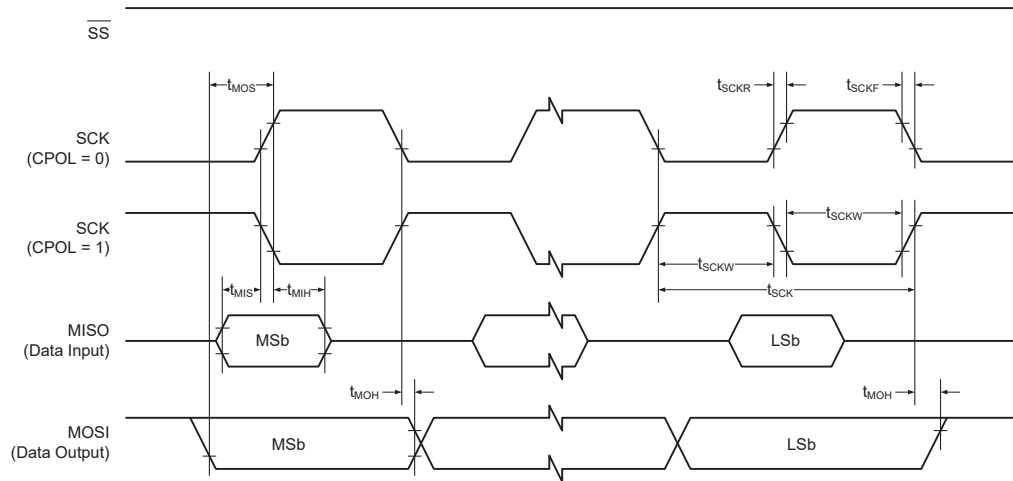 SS
tMOS
tSCKR
tSCKF
SCK
(CPOL = 0)
SCK
(CPOL = 1)
tSCKW
tSCKW
tSCK
tMIS
tMIH
MISO
(Data Input)
MSb
LSb
tMOH
tMOH
MOSI
(Data Output)
MSb
LSb